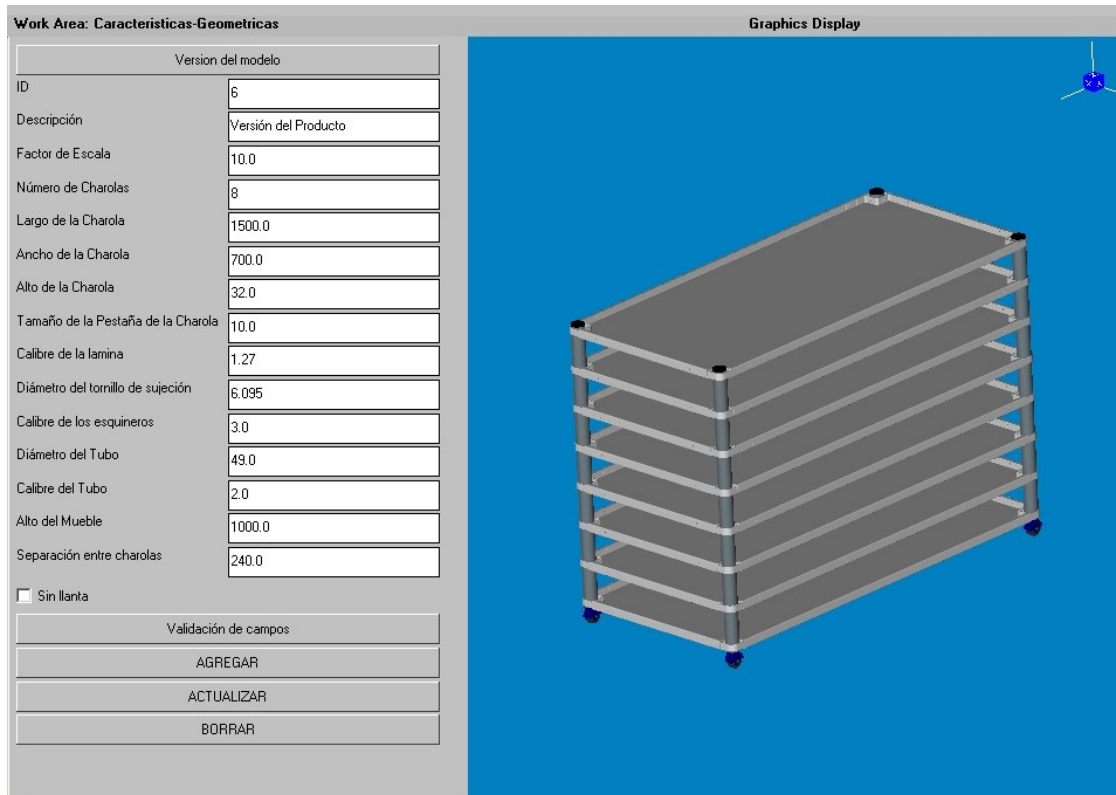 Work Area: Caracteristicas-Geometricas
Graphics Display
Version del modelo
ID
6
Descripción
Versión del Producto
Factor de Escala
10.0
Número de Charolas
8
Largo de la Charola
1500.0
Ancho de la Charola
700.0
Alto de la Charola
32.0
Tamaño de la Pestaña de la Charola
10.0
Calibre de la lamina
1.27
Diámetro del tornillo de sujeción
6.095
Calibre de los esquineros
3.0
Diámetro del Tubo
49.0
Calibre del Tubo
2.0
Alto del Mueble
1000.0
Separación entre charolas
240.0
Sin llanta
Validación de campos
AGREGAR
ACTUALIZAR
BORRAR